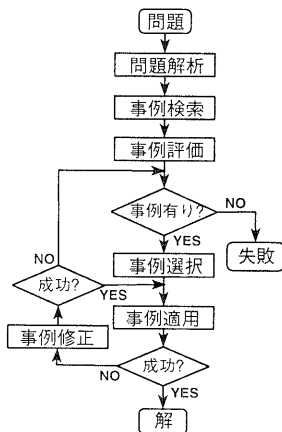 問題
問題解析
事例検索
事例評価
事例有り?
NO
YES
失敗
事例選択
NO
成功?
YES
事例適用
事例修正
成功?
NO
YES
解